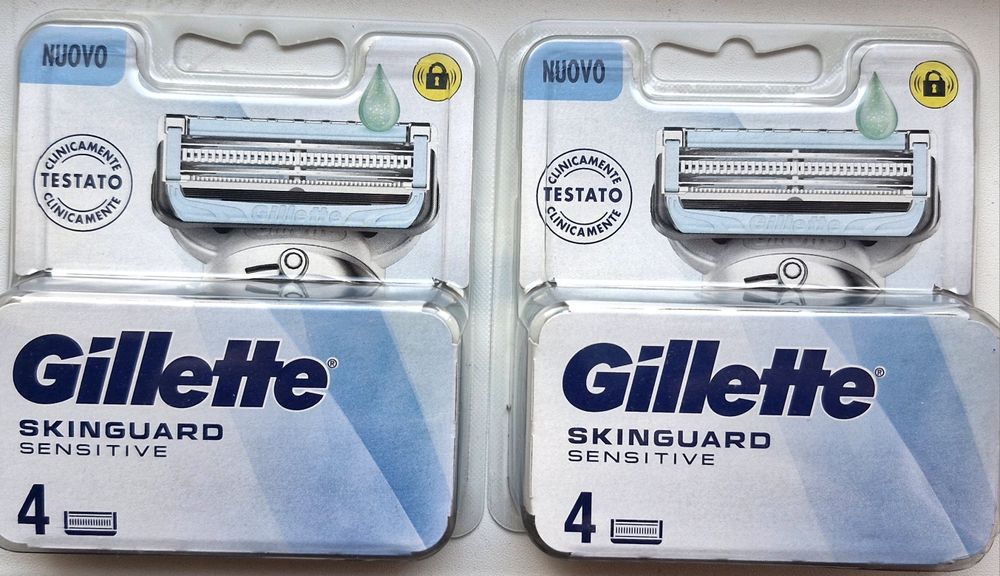 NUOVO
CLINICAMENTE
TESTATO
CLINICAMENTE
Gillette
Gillette®
SKINGUARD
SENSITIVE
4
NUOVO
CLINICAMENTE
TESTATO
CLINICAMENTE
Gillette
Gillette®
SKINGUARD
SENSITIVE
4